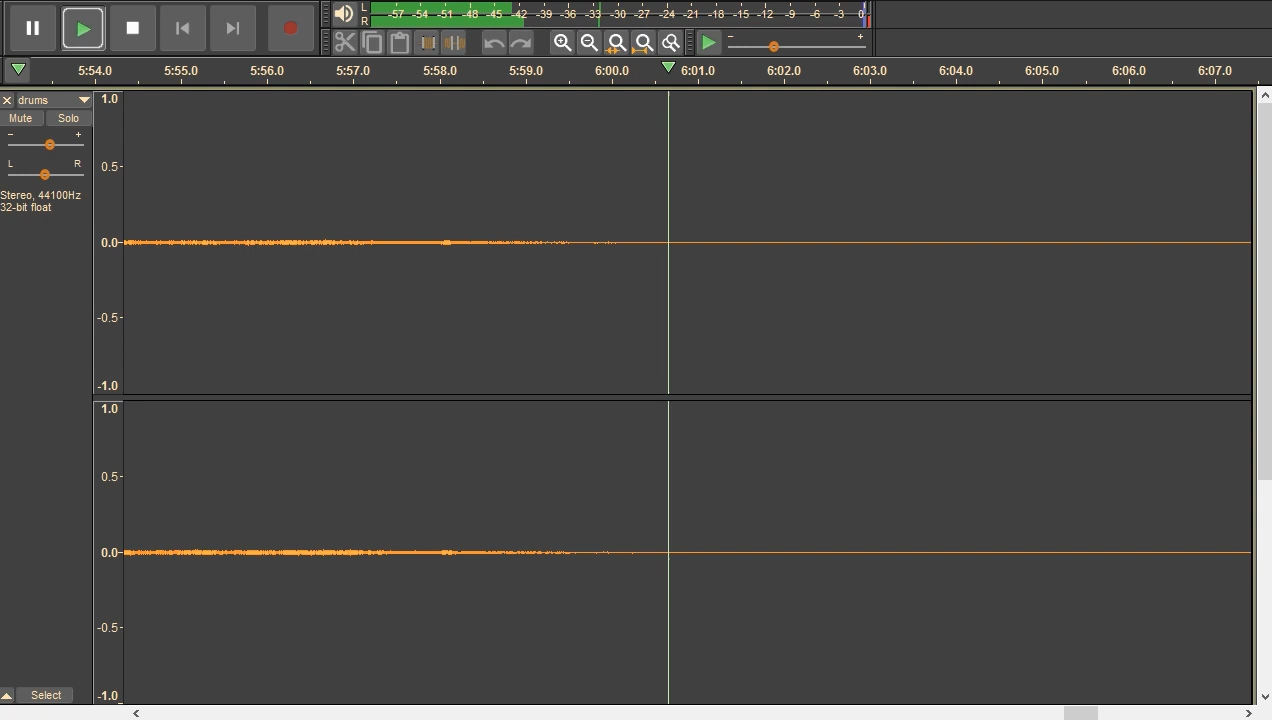 L
R
-57 -54 -51 -48 -45 -42 -39 -36 -33 -30 -27 -24 -21 -18 -15 -12 -9 -6 -3 0
- +
5:54.0 5:55.0 5:56.0 5:57.0 5:58.0 5:59.0 6:00.0 6:01.0 6:02.0 6:03.0 6:04.0 6:05.0 6:06.0 6:07.0
drums
Mute Solo
- +
L R
Stereo, 44100Hz
32-bit float
1.0
0.5-
0.0-
-0.5-
-1.0
1.0
0.5-
0.0-
-0.5-
-1.0
Select